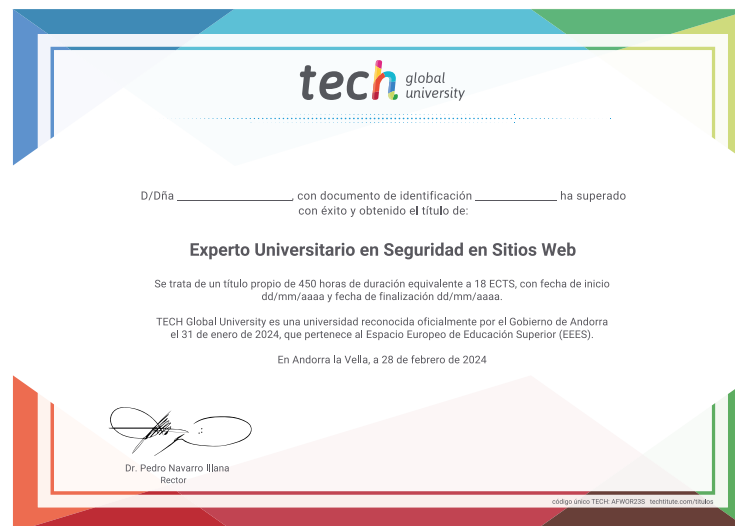 tech global university
D/Dña ____________________, con documento de identificación ______________ ha superado
con éxito y obtenido el título de:
Experto Universitario en Seguridad en Sitios Web
Se trata de un título propio de 450 horas de duración equivalente a 18 ECTS, con fecha de inicio
dd/mm/aaaa y fecha de finalización dd/mm/aaaa.
TECH Global University es una universidad reconocida oficialmente por el Gobierno de Andorra
el 31 de enero de 2024, que pertenece al Espacio Europeo de Educación Superior (EEES).
En Andorra la Vella, a 28 de febrero de 2024
Dr. Pedro Navarro Illana
Rector
código único TECH: AFWOR23S techtitute.com/titulos